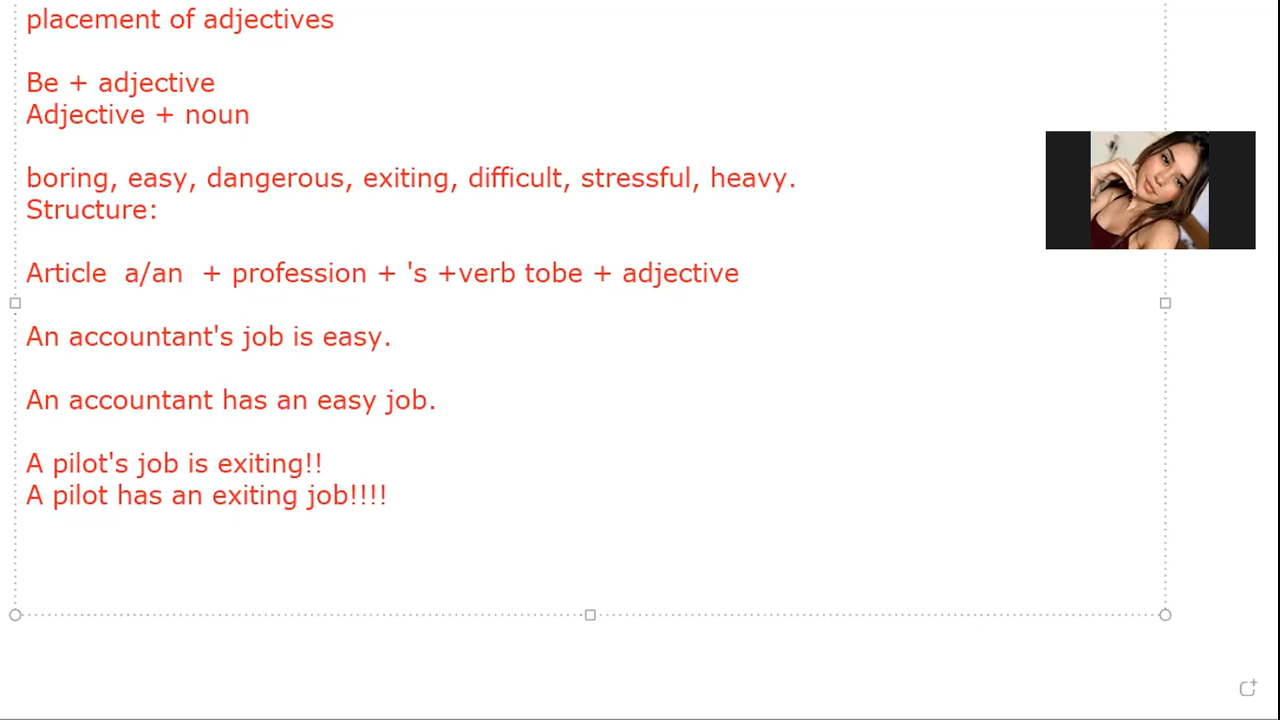 placement of adjectives
Be + adjective
Adjective + noun
boring, easy, dangerous, exiting, difficult, stressful, heavy.
Structure:
Article  a/an  + profession + 's +verb tobe + adjective
An accountant's job is easy.
An accountant has an easy job.
A pilot's job is exiting!!
A pilot has an exiting job!!!!